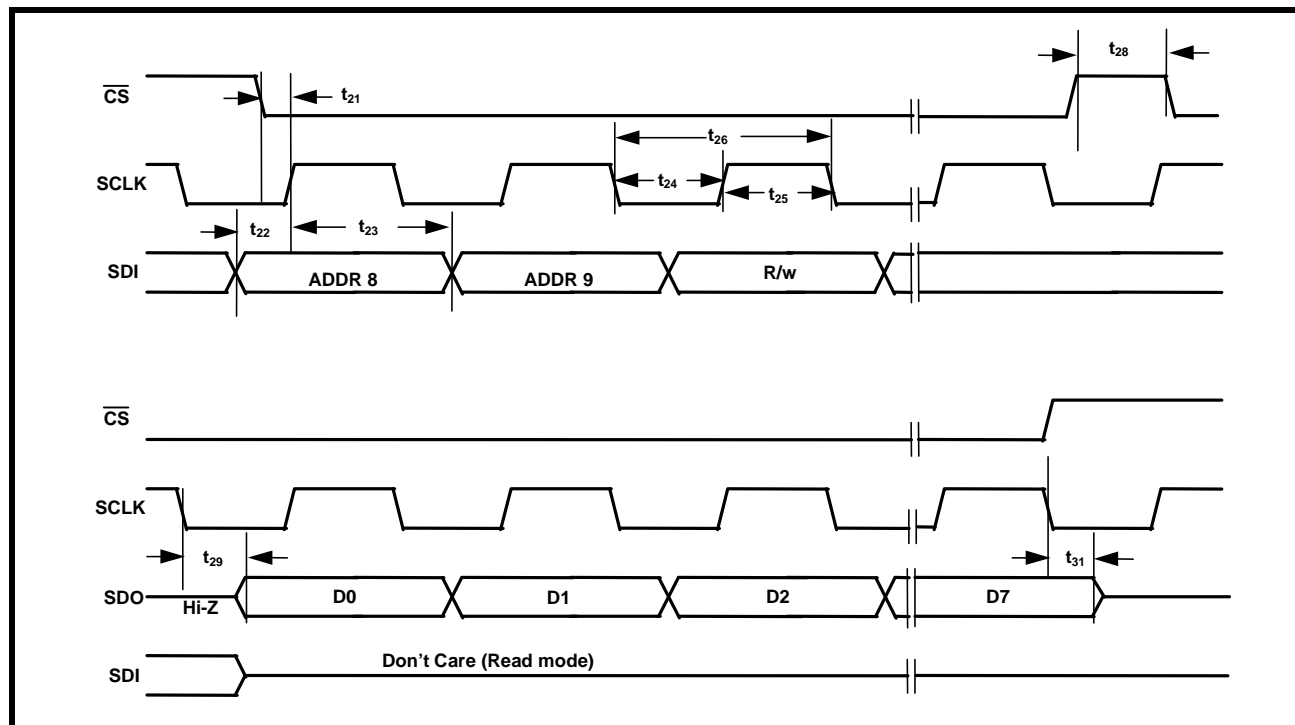 t28
CS
t21
t26
SCLK
t24
t25
t22
t23
SDI
ADDR 8
ADDR 9
R/w
CS
SCLK
t29
t31
SDO
Hi-Z
D0
D1
D2
D7
SDI
Don't Care (Read mode)